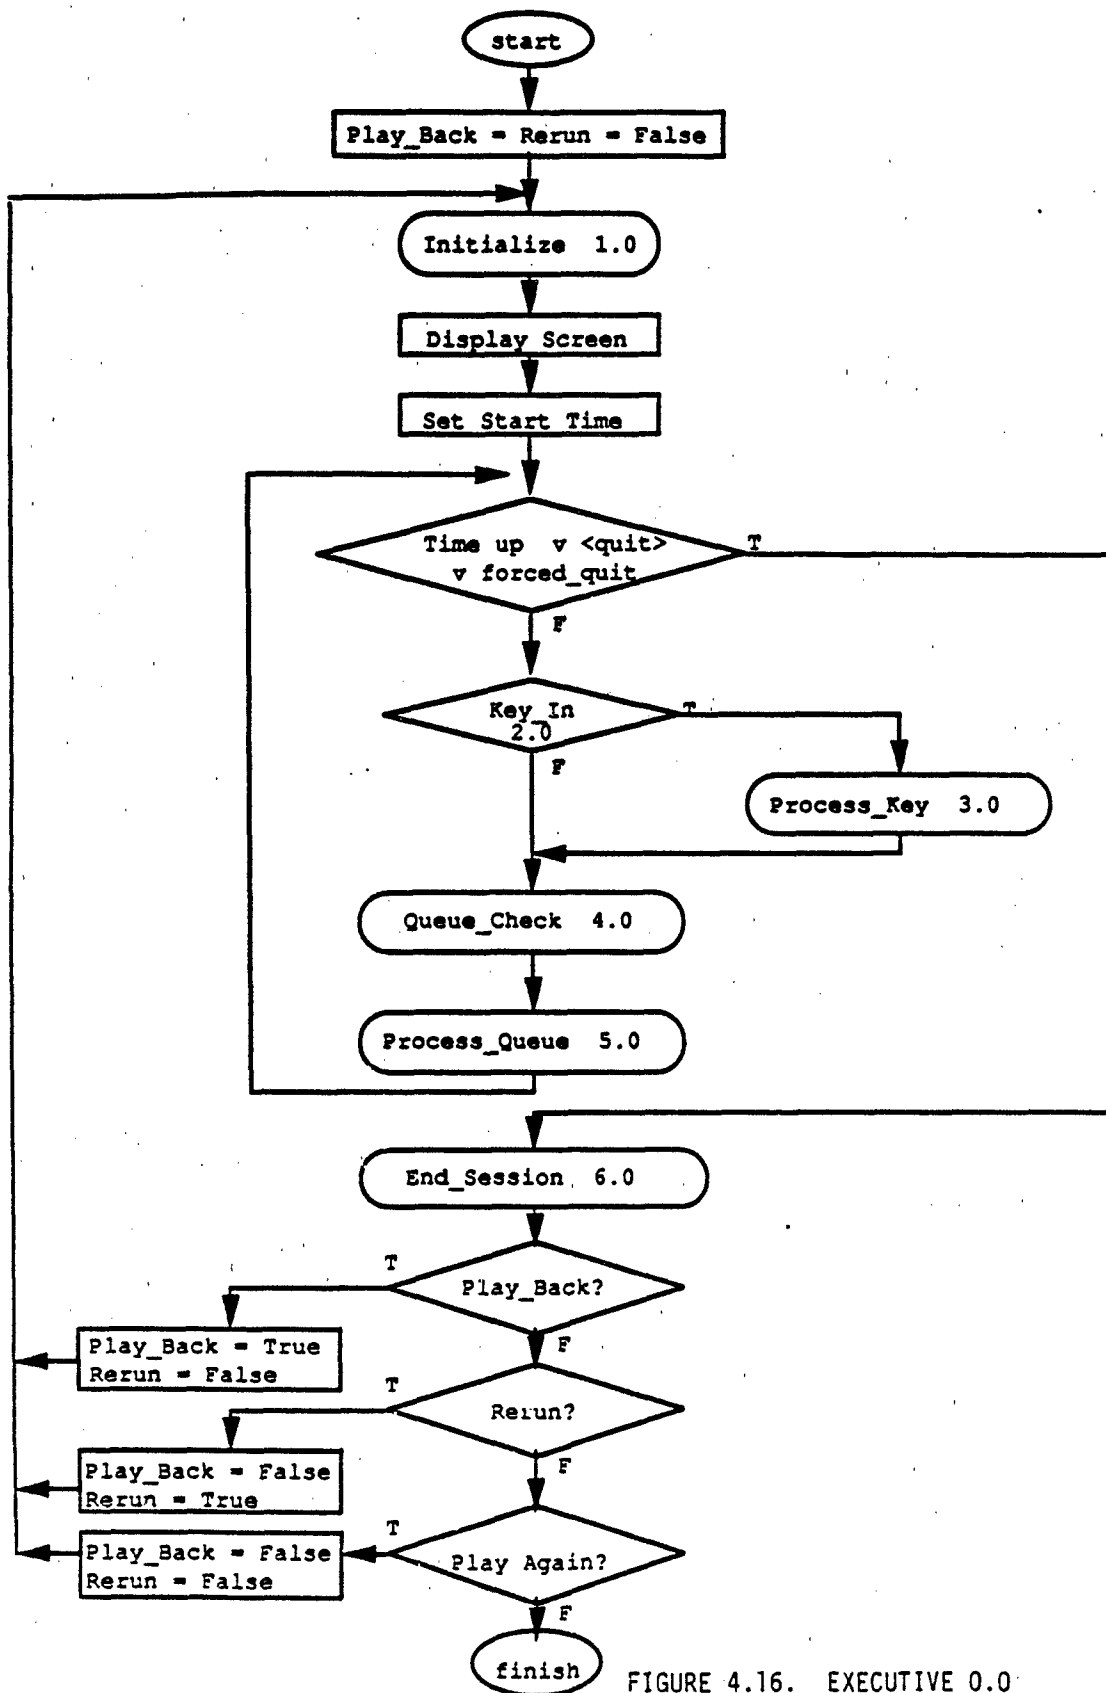 start
Play_Back = Rerun = False
Initialize 1.0
Display Screen
Set Start Time
Time up v <quit>
v forced_quit
T
F
Key_In
2.0
T
F
Process_Key 3.0
Queue_Check 4.0
Process_Queue 5.0
End_Session 6.0
Play_Back?
T
F
Play_Back = True
Rerun = False
Rerun?
T
F
Play_Back = False
Rerun = True
Play Again?
T
F
Play_Back = False
Rerun = False
finish
FIGURE 4.16. EXECUTIVE 0.0